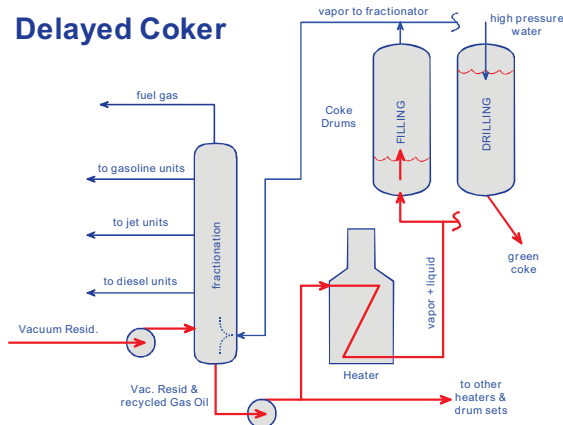 Delayed Coker
vapor to fractionator
high pressure
water
fuel gas
Coke
Drums
FILLING
DRILLING
to gasoline units
to jet units
fractionation
to diesel units
green
coke
vapor + liquid
Vacuum Resid.
Heater
Vac. Resid &
recycled Gas Oil
to other
heaters &
drum sets